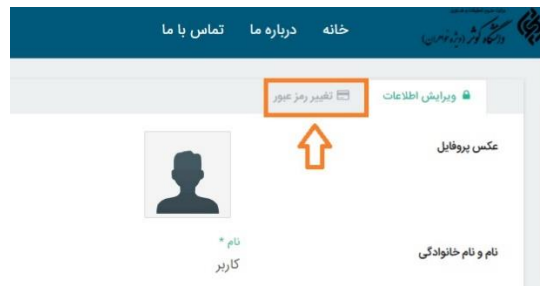 خانه درباره ما تماس با ما
ویرایش اطلاعات تغییر رمز عبور
عکس پروفایل
نام *
نام و نام خانوادگی
کاربر